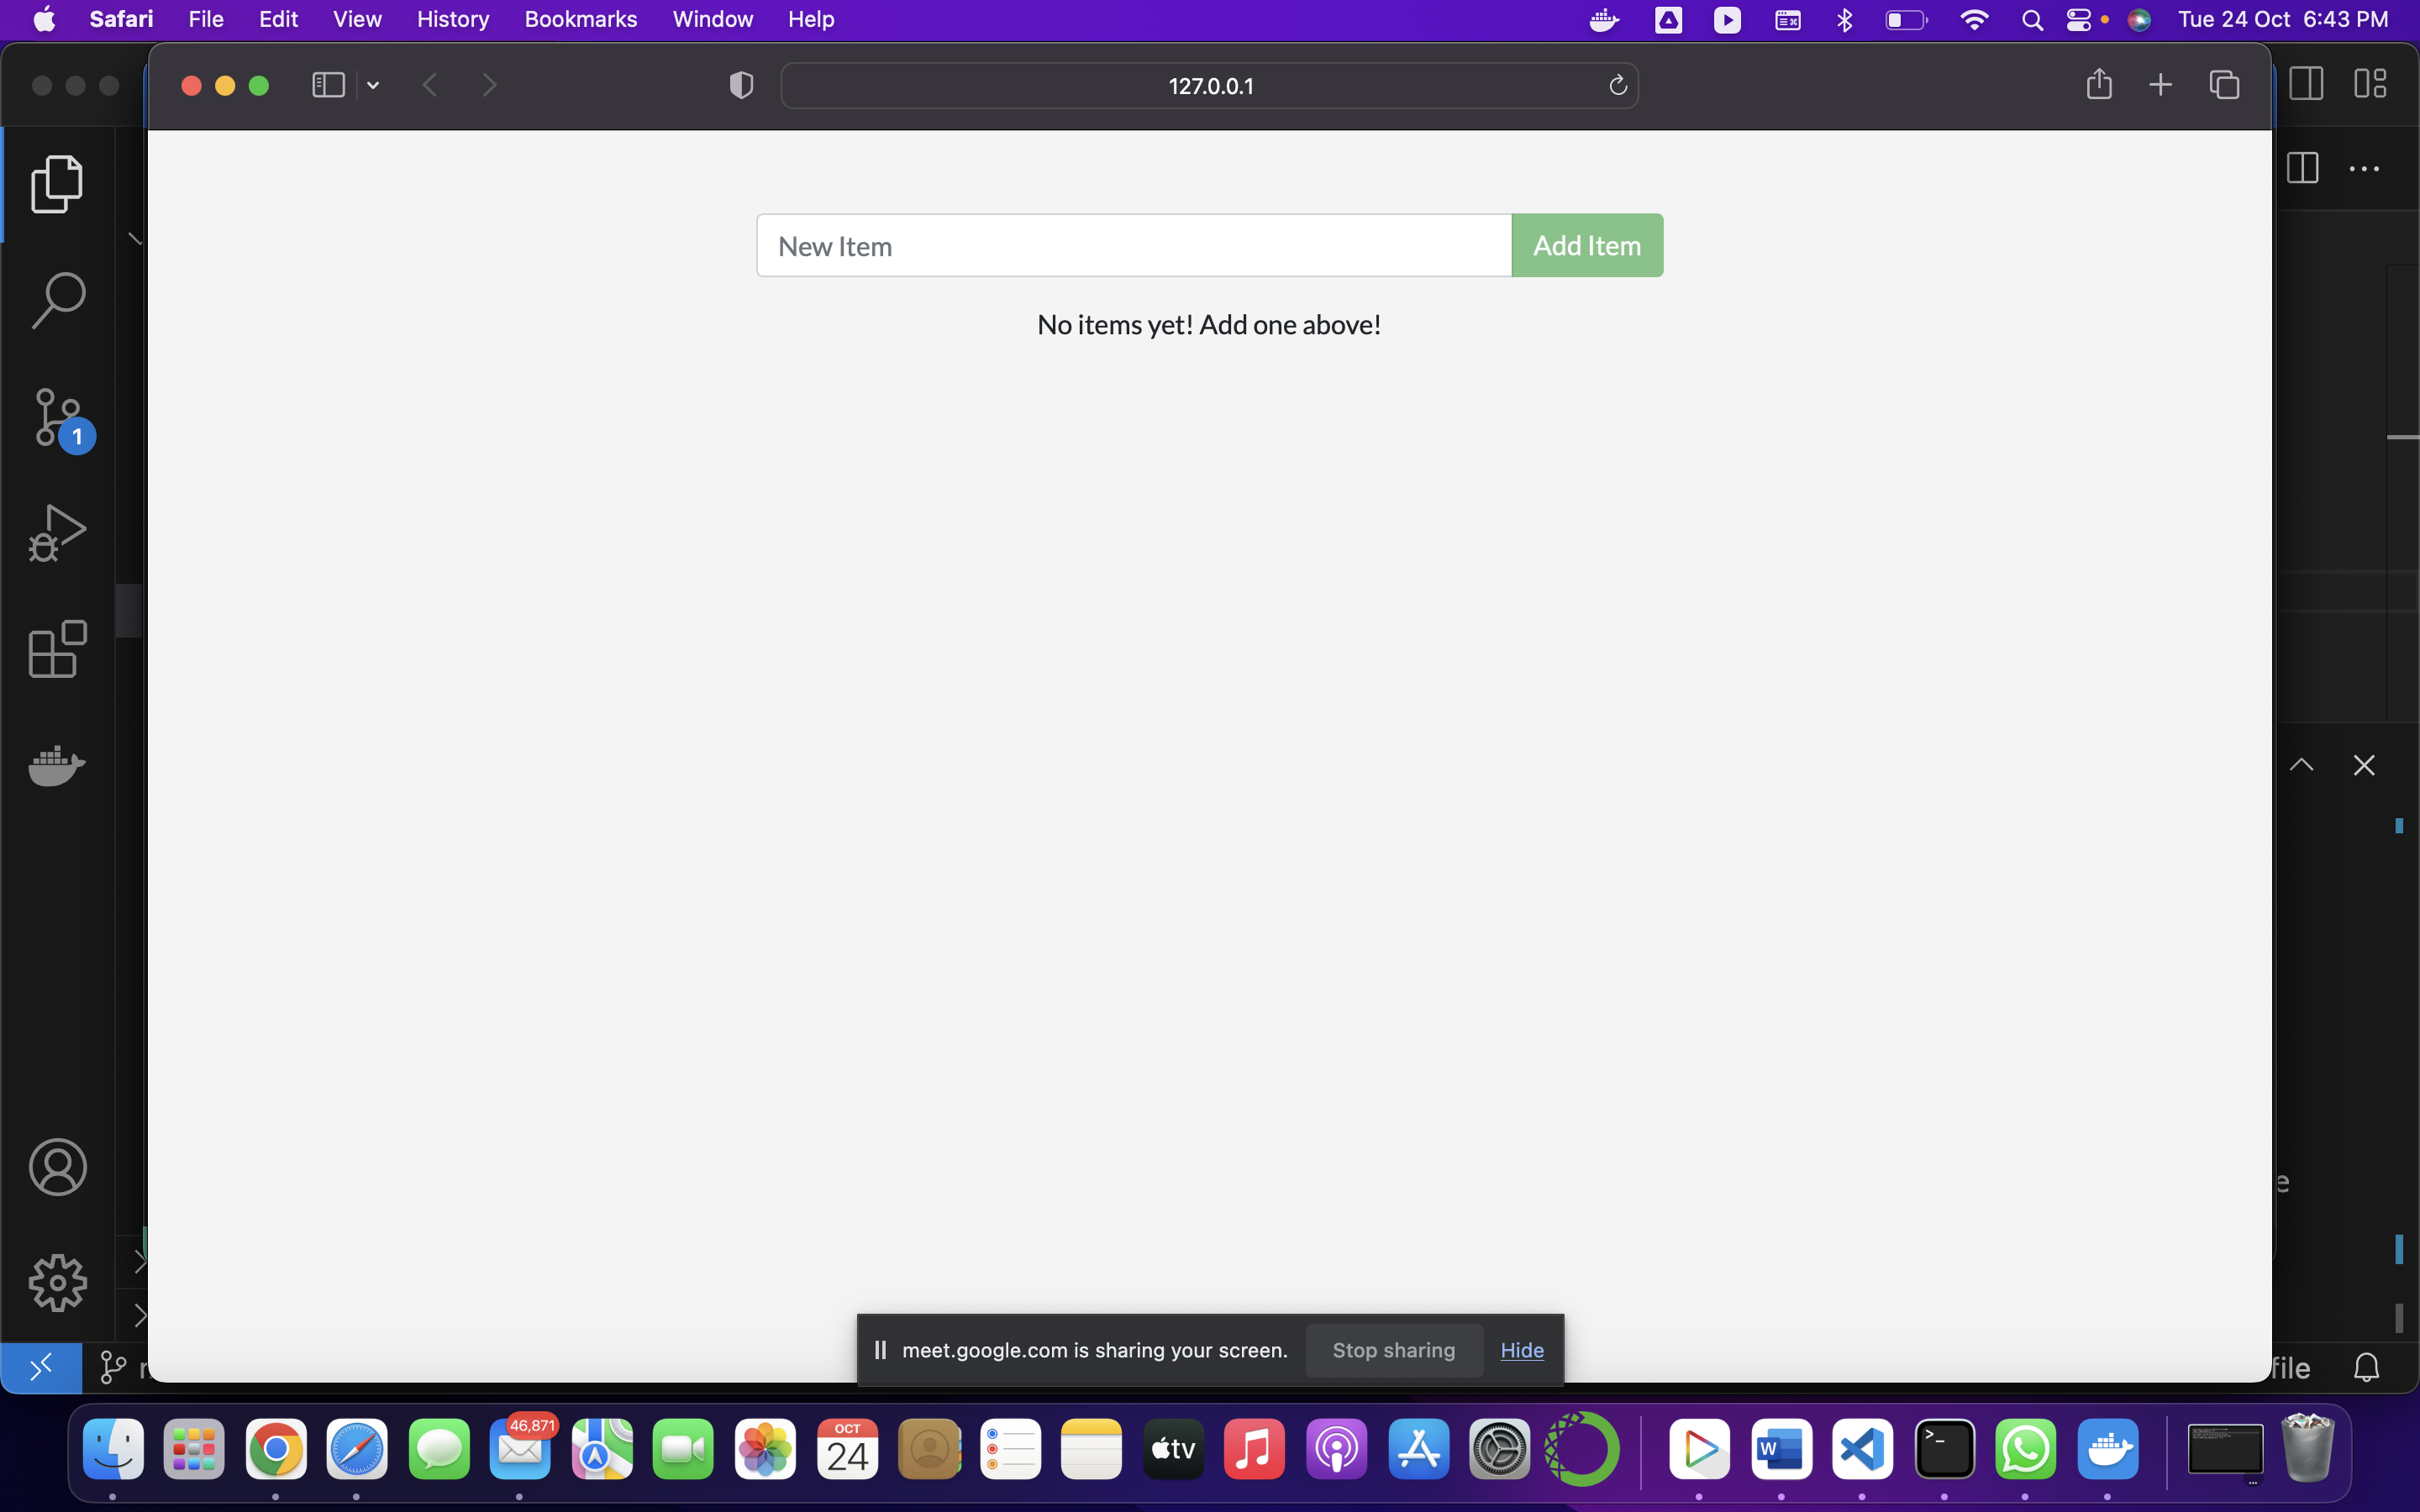 Safari File Edit View History Bookmarks Window Help Tue 24 Oct 6:43 PM
127.0.0.1
New Item Add Item
No items yet! Add one above!
1
e
meet.google.com is sharing your screen. Stop sharing Hide
file
46,871
OCT
24
tv
W
>_